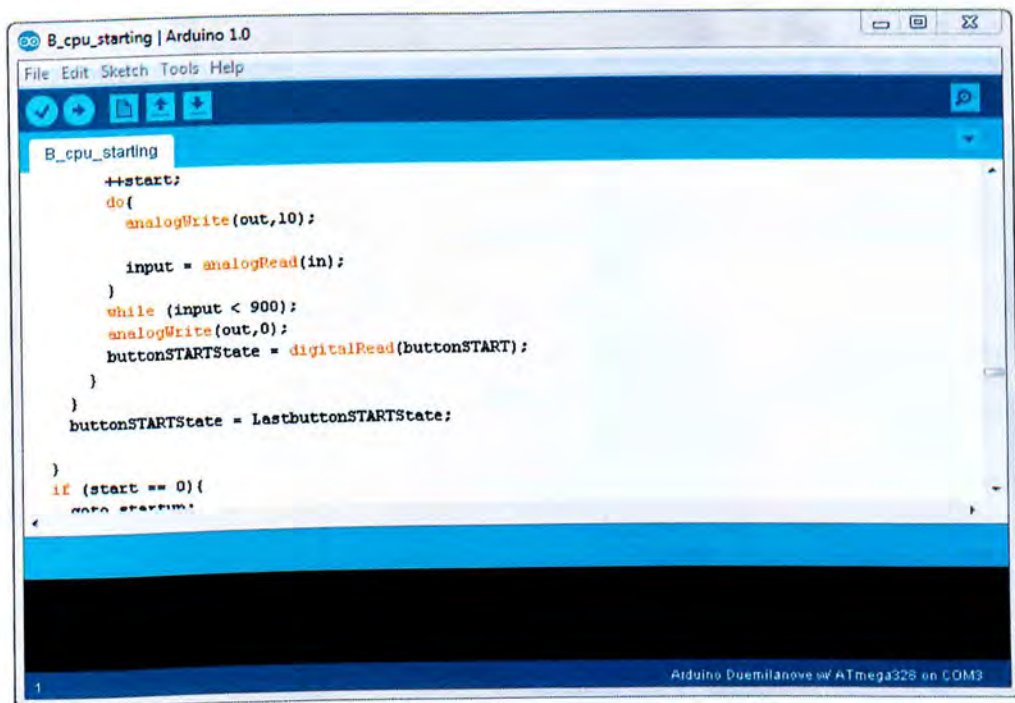 B_cpu_starting | Arduino 1.0
File Edit Sketch Tools Help
B_cpu_starting
++start;
do{
analogWrite(out,10);
input = analogRead(in);
}
while (input < 900);
analogWrite(out,0);
buttonSTARTState = digitalRead(buttonSTART);
}
}
buttonSTARTState = LastbuttonSTARTState;
}
if (start == 0){
goto
1
Arduino Duemilanove w/ ATmega328 on COM3